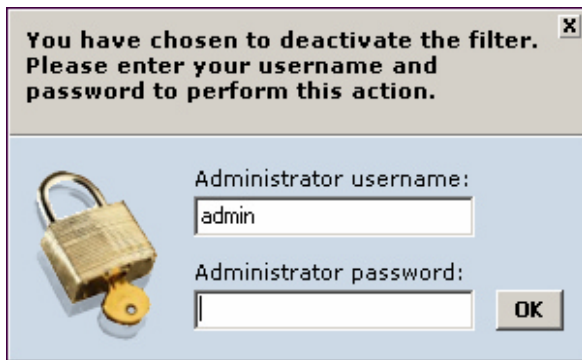 You have chosen to deactivate the filter.
Please enter your username and
password to perform this action.
Administrator username:
admin
Administrator password:
OK